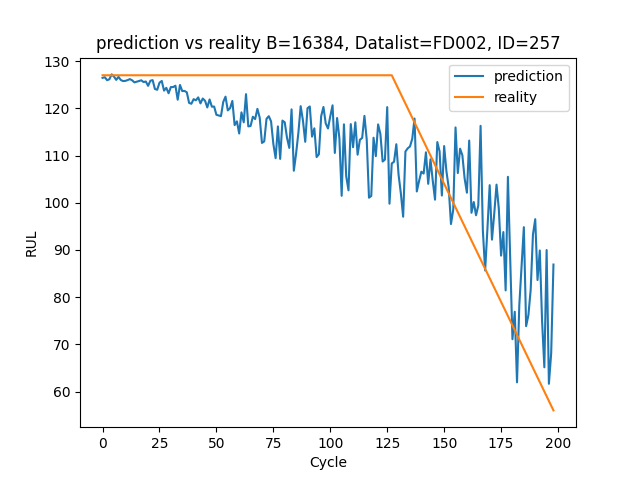 prediction vs reality B=16384, Datalist=FD002, ID=257
prediction
reality
RUL
130
120
110
100
90
80
70
60
0 25 50 75 100 125 150 175 200
Cycle